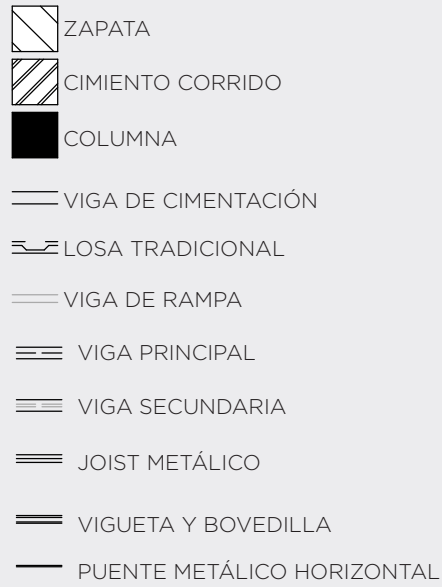 ZAPATA
CIMIENTO CORRIDO
COLUMNA
VIGA DE CIMENTACIÓN
LOSA TRADICIONAL
VIGA DE RAMPA
VIGA PRINCIPAL
VIGA SECUNDARIA
JOIST METÁLICO
VIGUETA Y BOVEDILLA
PUENTE METÁLICO HORIZONTAL